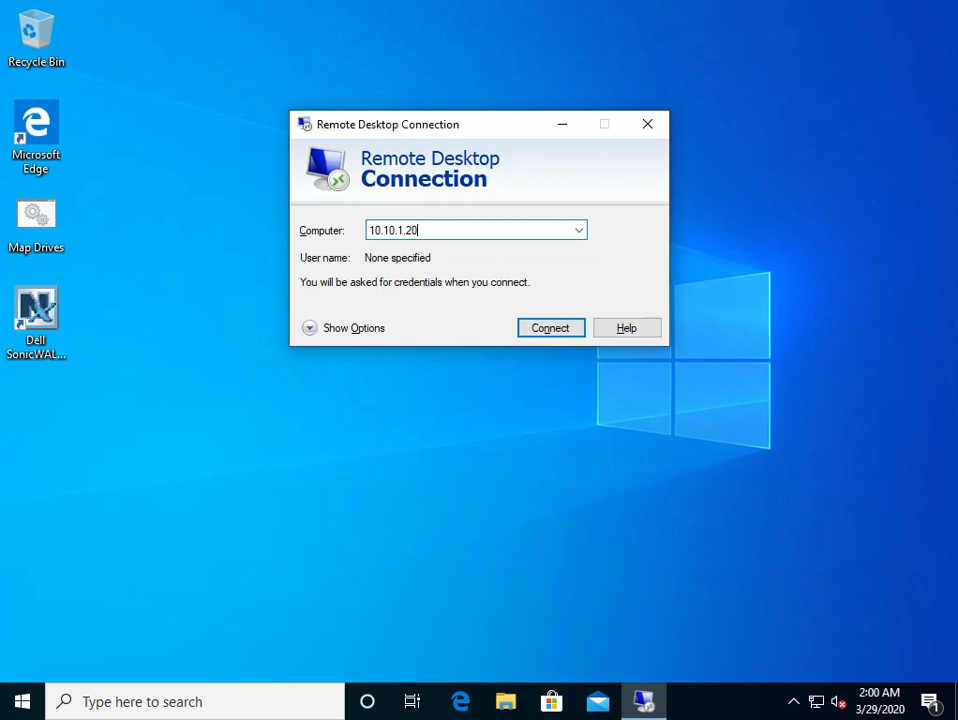 Recycle Bin
Microsoft
Edge
Map Drives
Dell
SonicWAL...
Remote Desktop Connection
Remote Desktop
Connection
Computer:
10.10.1.20
User name:
None specified
You will be asked for credentials when you connect.
Show Options
Connect
Help
Type here to search
2:00 AM
3/29/2020
1